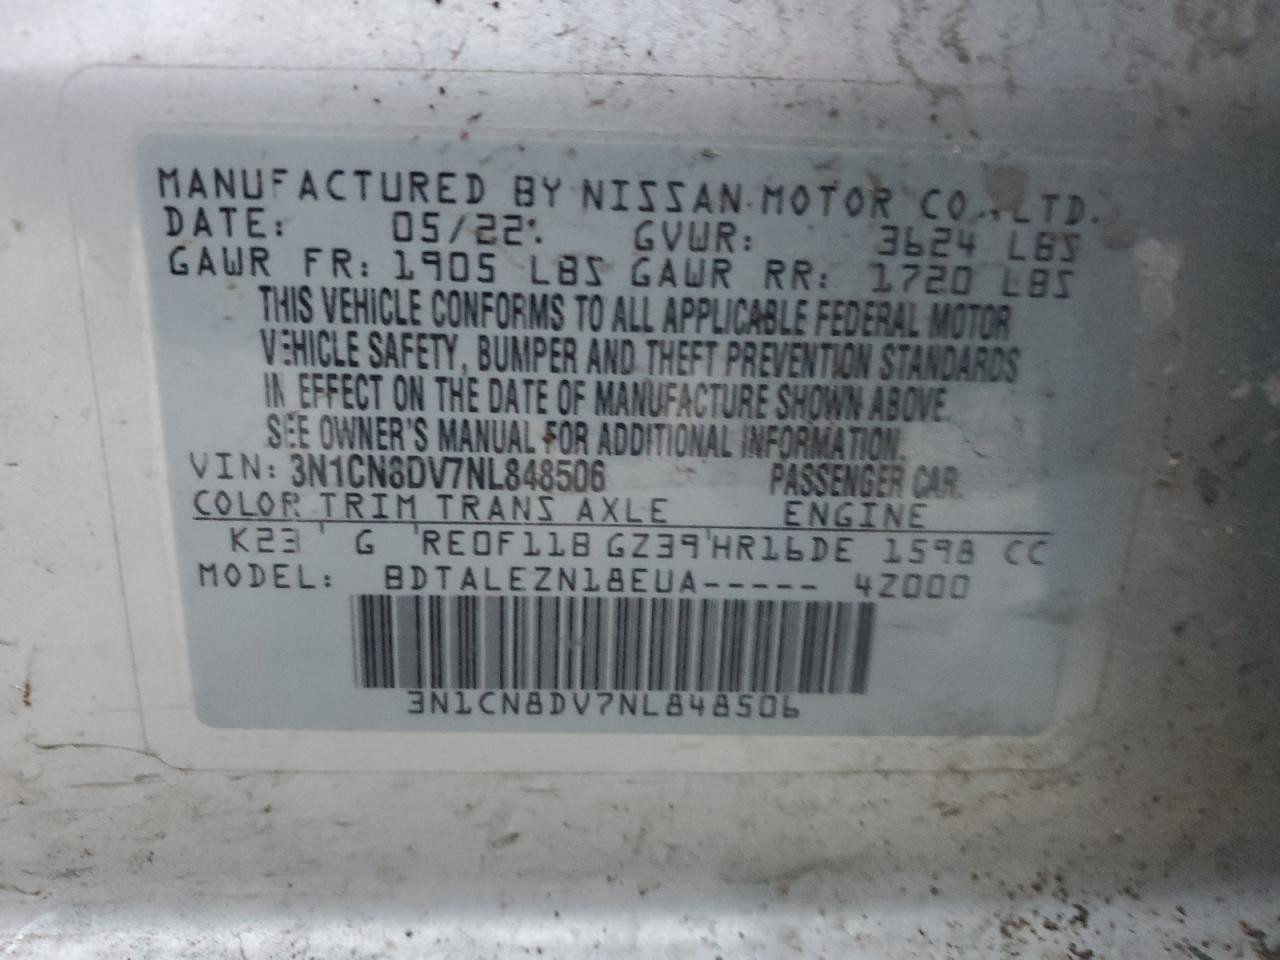 MANUFACTURED BY NISSAN MOTOR CO., LTD.
DATE: 05/22 GVWR: 3624 LBS
GAWR FR: 1905 LBS GAWR RR: 1720 LBS
THIS VEHICLE CONFORMS TO ALL APPLICABLE FEDERAL MOTOR
VEHICLE SAFETY, BUMPER AND THEFT PREVENTION STANDARDS
IN EFFECT ON THE DATE OF MANUFACTURE SHOWN ABOVE.
SEE OWNER'S MANUAL FOR ADDITIONAL INFORMATION.
VIN: 3N1CN8DV7NL848506 PASSENGER CAR
COLOR TRIM TRANS AXLE ENGINE
K23 G RE0F11B GZ39 HR16DE 1598 CC
MODEL: BDTALEZN18EUA----- 4Z000
3N1CN8DV7NL848506